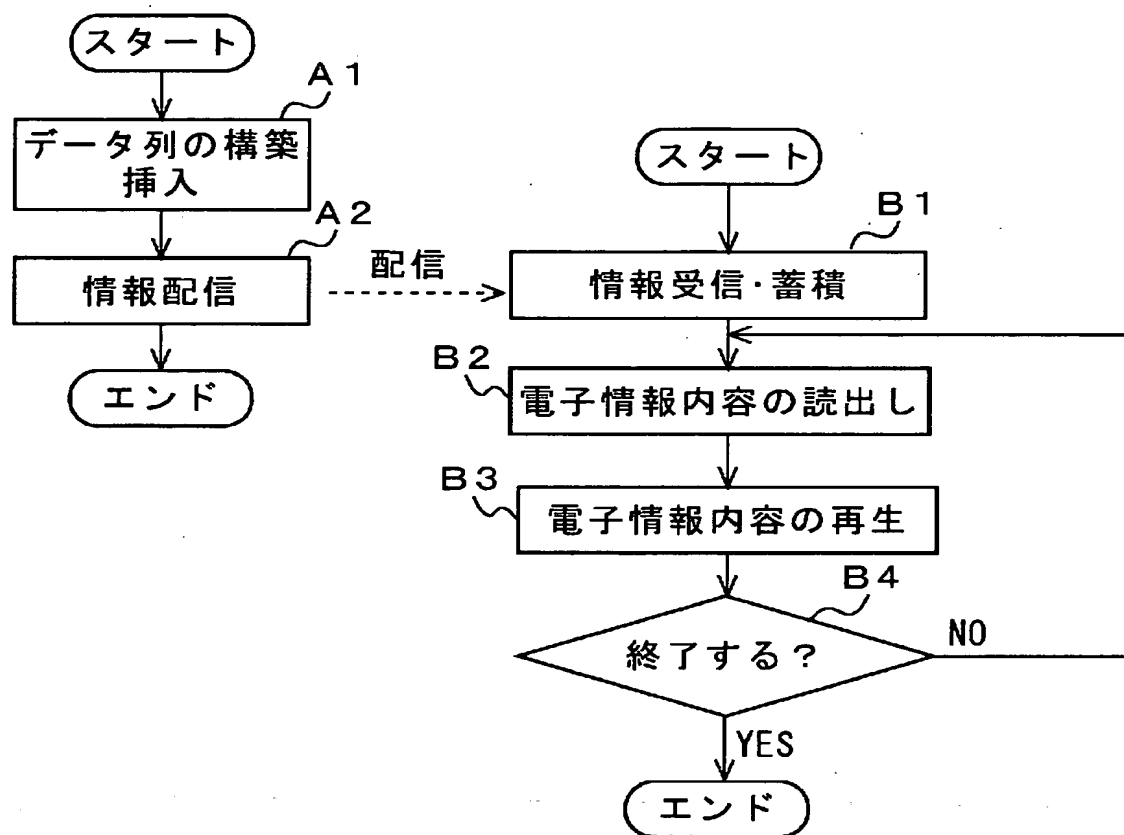 スタート
A1
データ列の構築
挿入
A2
情報配信
エンド
配信
スタート
B1
情報受信・蓄積
B2
電子情報内容の読出し
B3
電子情報内容の再生
B4
終了する？
NO
YES
エンド